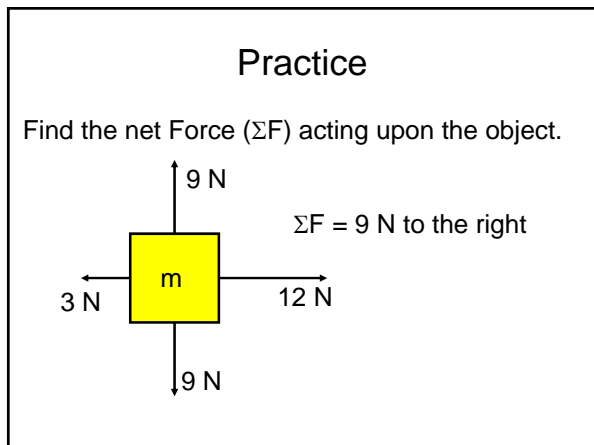 Practice
Find the net Force (ΣF) acting upon the object.
9 N
ΣF = 9 N to the right
m
3 N
12 N
9 N